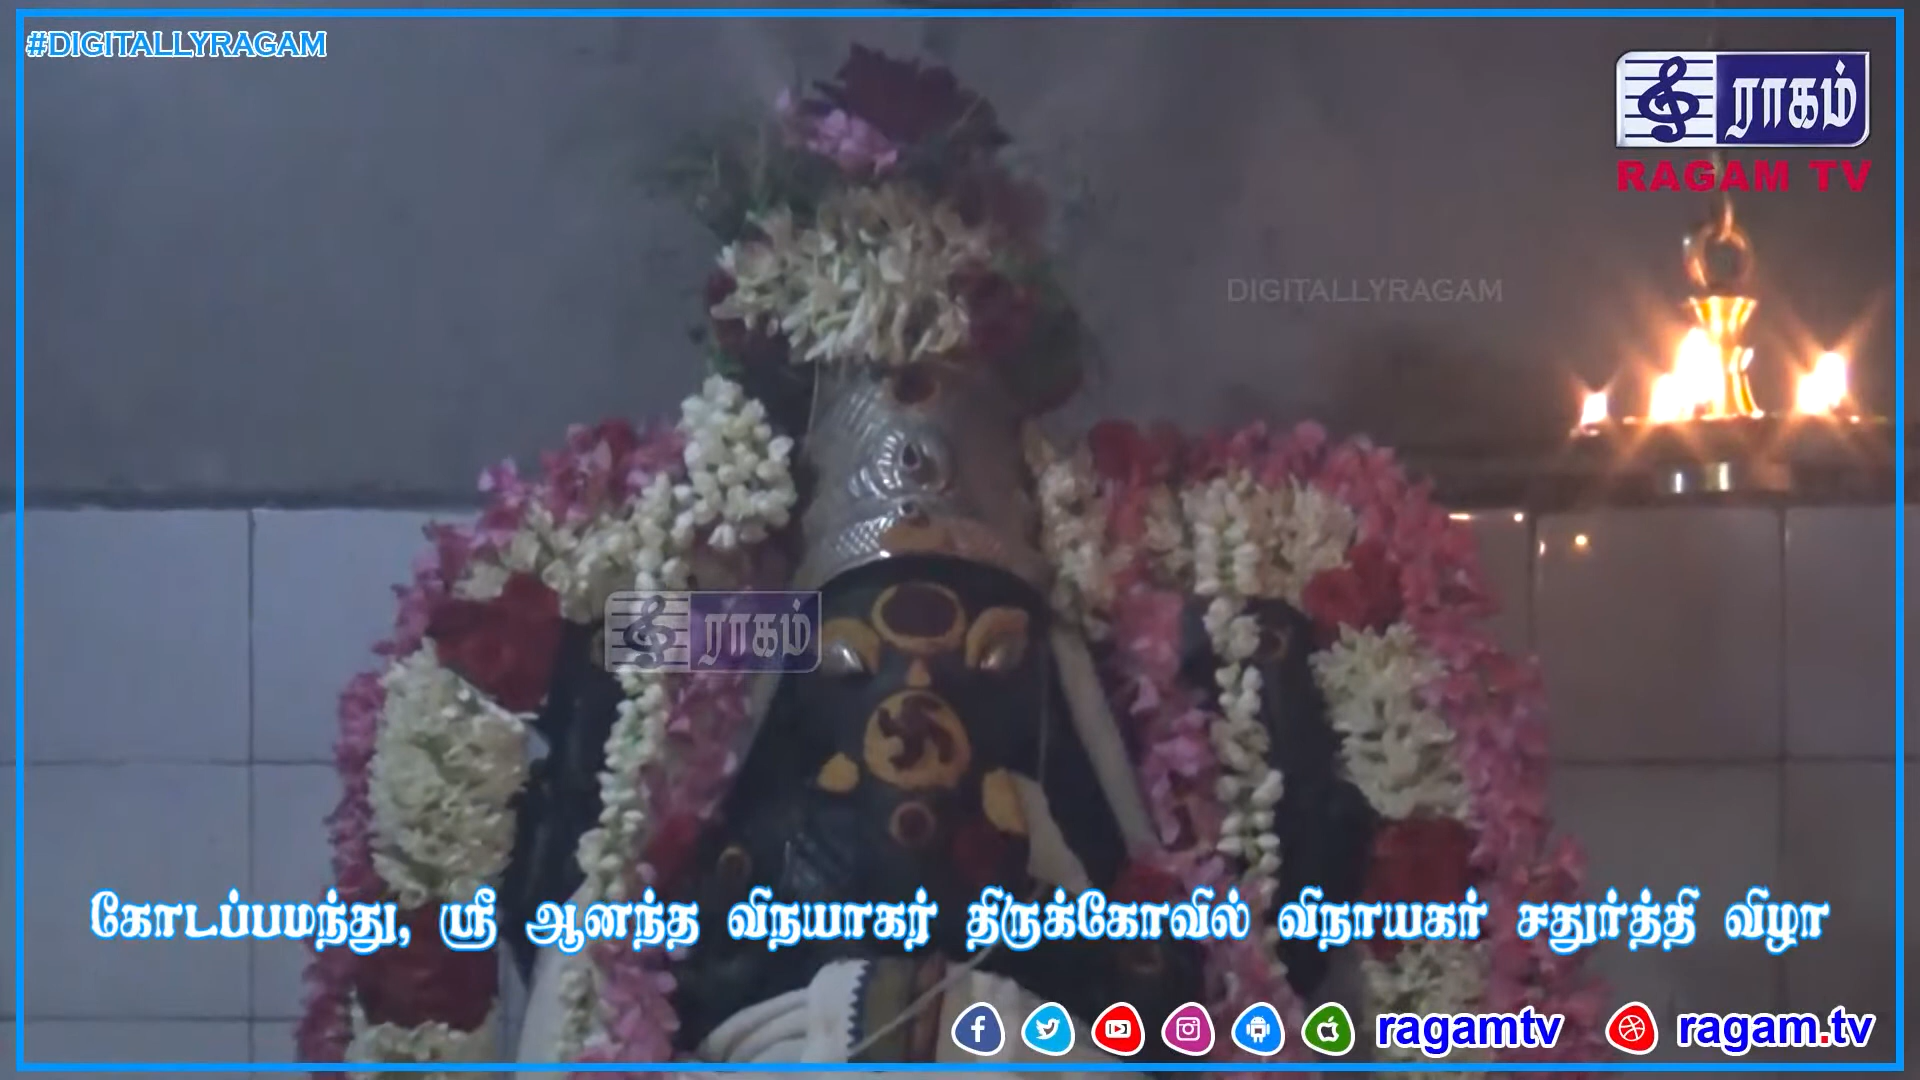 #DIGITALLYRAGAM
ராகம்
RAGAM TV
DIGITALLYRAGAM
ராகம்
கோடப்பமந்து, ஸ்ரீ ஆனந்த விநயாகர் திருக்கோவில் விநாயகர் சதுர்த்தி விழா
ragamtv ragam.tv